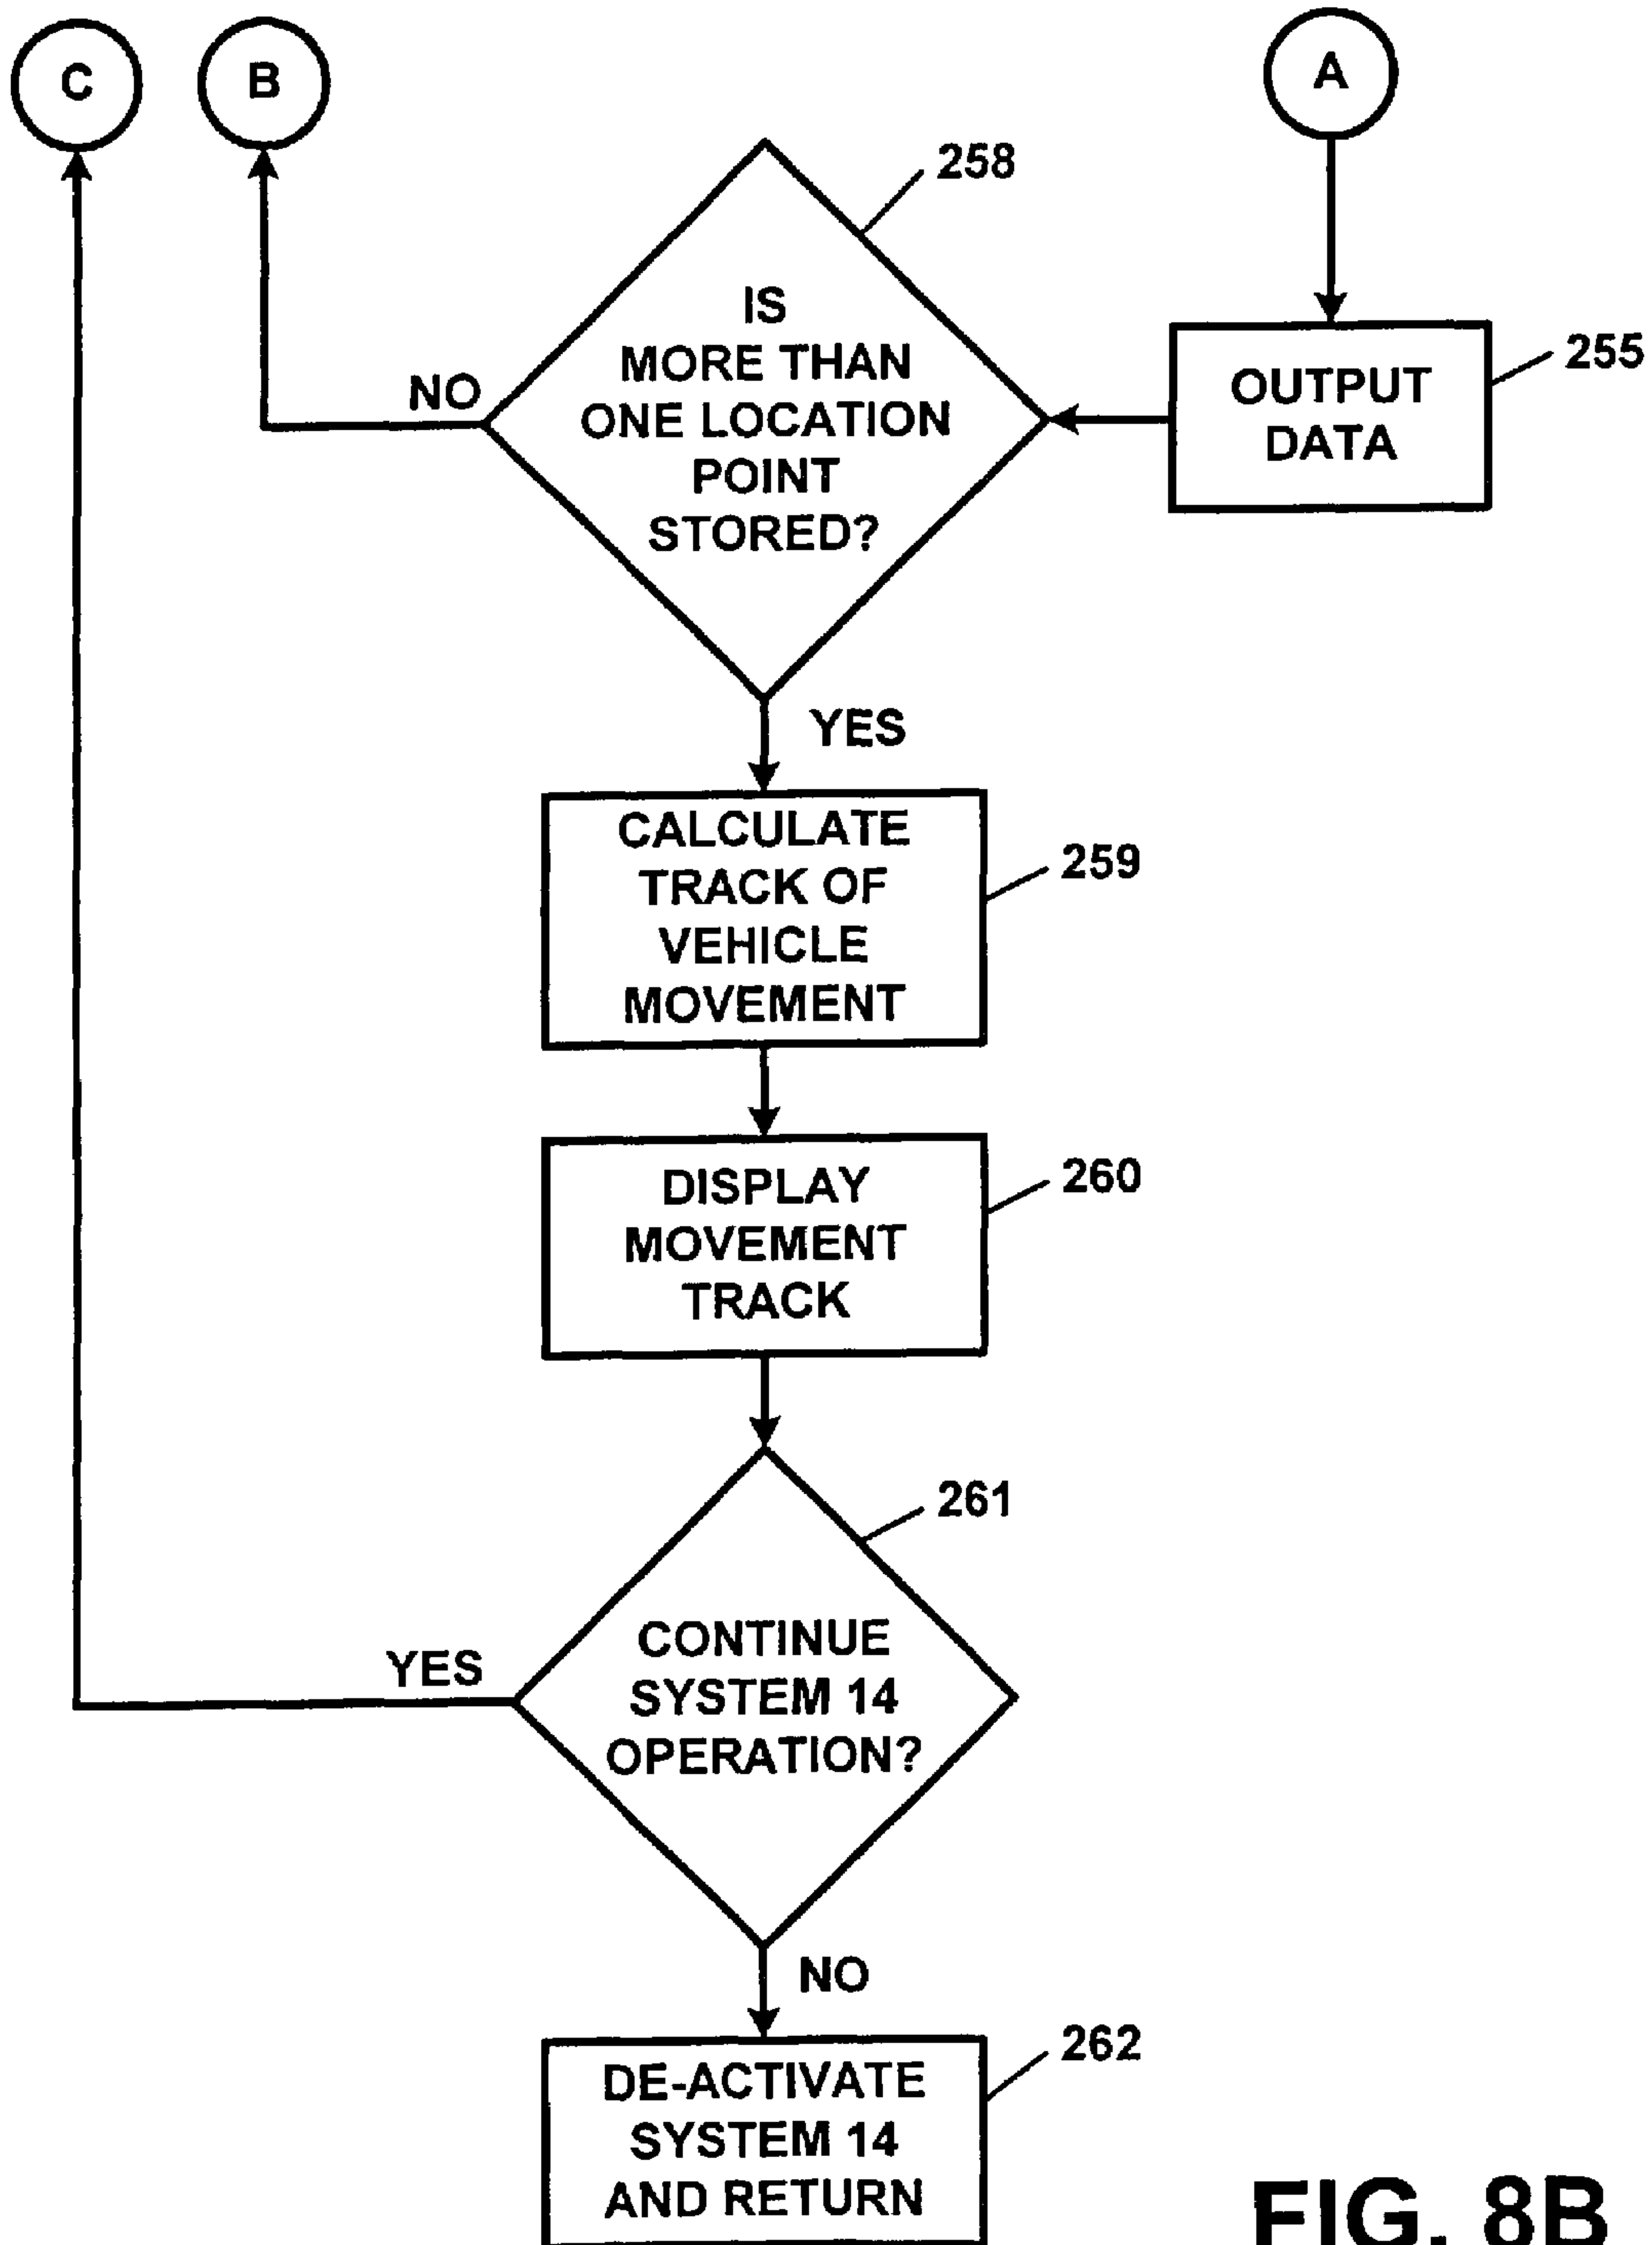 C
B
A
258
IS
MORE THAN
ONE LOCATION
POINT
STORED?
NO
OUTPUT
DATA
255
YES
CALCULATE
TRACK OF
VEHICLE
MOVEMENT
259
DISPLAY
MOVEMENT
TRACK
260
261
CONTINUE
SYSTEM 14
OPERATION?
YES
NO
DE-ACTIVATE
SYSTEM 14
AND RETURN
262
FIG. 8B